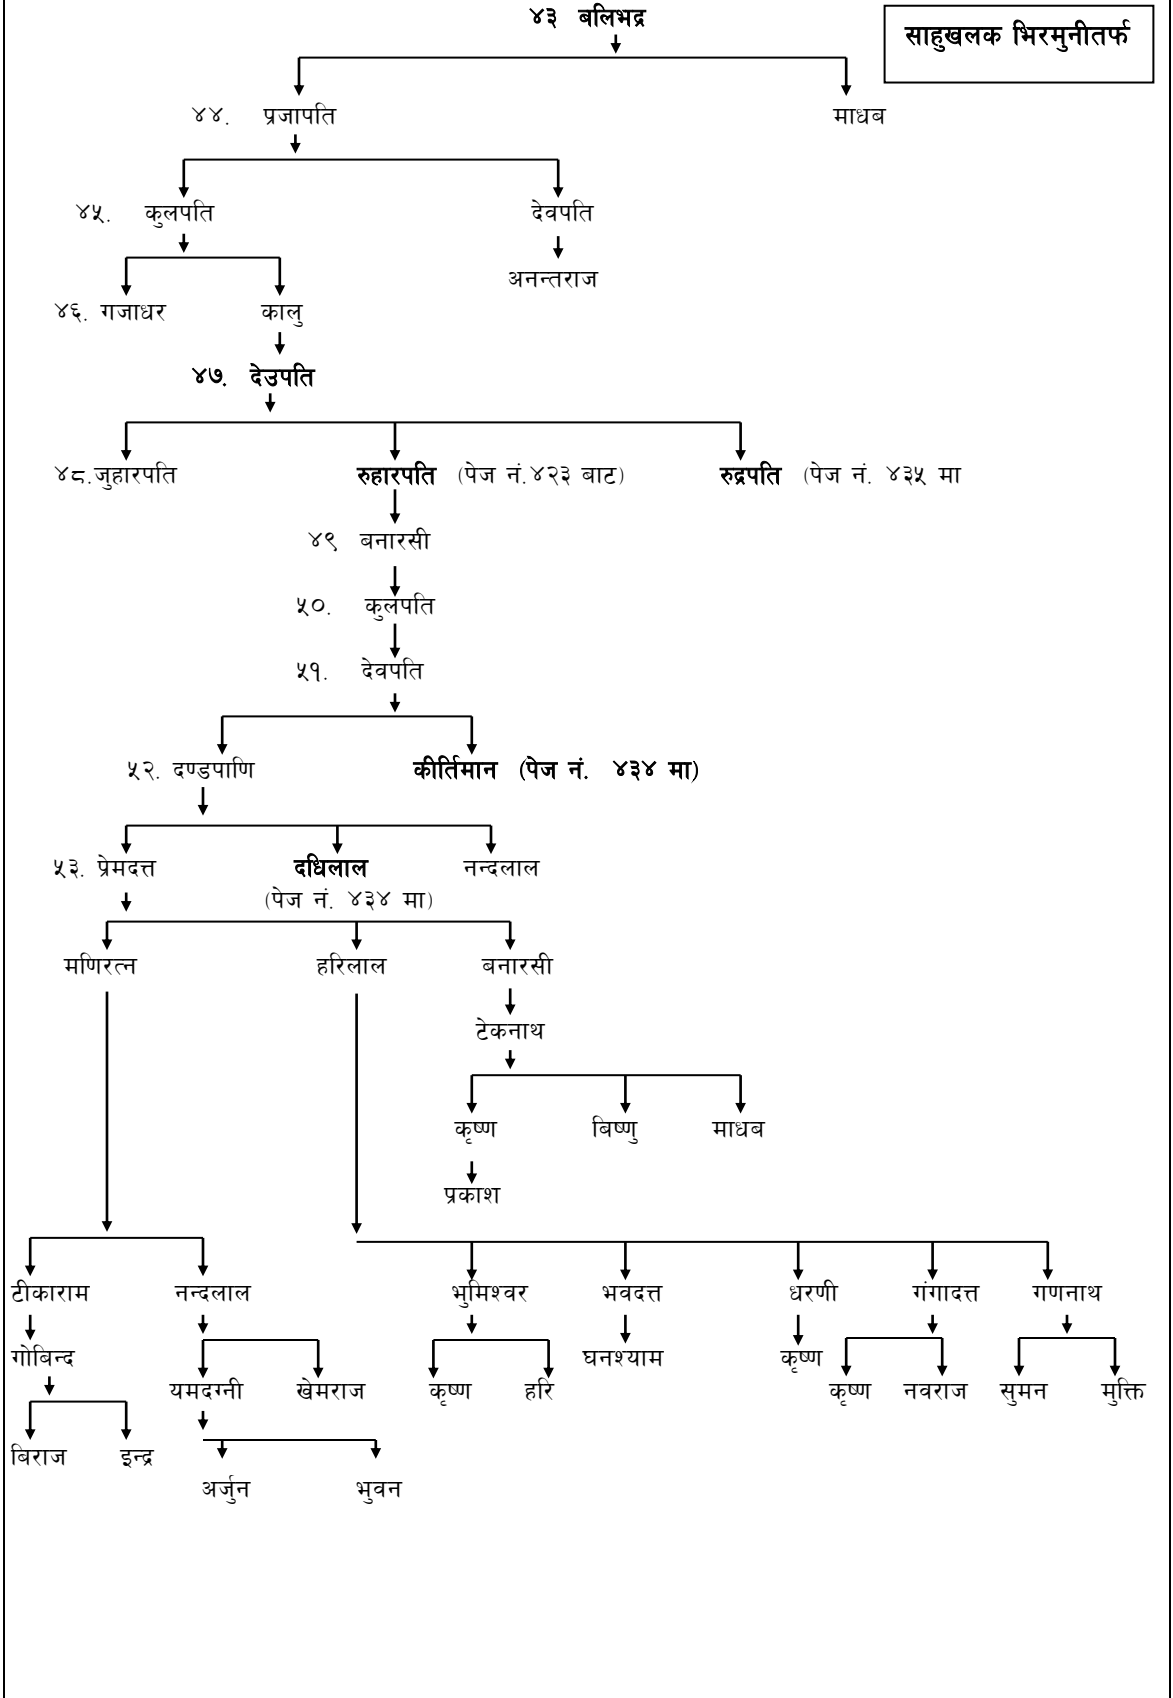 ४३ बलिभद्र
साहुखलक भिरमुनीतर्फ
४४. प्रजापति माधब
४५. कुलपति देवपति
अनन्तराज
४६. गजाधर कालु
४७. देउपति
४८.जुहारपति रुहारपति (पेज नं.४२३ बाट) रुद्रपति (पेज नं. ४३५ मा
४९ बनारसी
५०. कुलपति
५१. देवपति
५२. दण्डपाणि कीर्तिमान (पेज नं. ४३४ मा)
५३. प्रेमदत्त दधिलाल नन्दलाल
(पेज नं. ४३४ मा)
मणिरत्न हरिलाल बनारसी
टेकनाथ
कृष्ण बिष्णु माधब
प्रकाश
टीकाराम नन्दलाल भुमिश्वर भवदत्त धरणी गंगादत्त गणनाथ
गोबिन्द घनश्याम कृष्ण
यमदग्नी खेमराज कृष्ण हरि कृष्ण नवराज सुमन मुक्ति
बिराज इन्द्र
अर्जुन भुवन